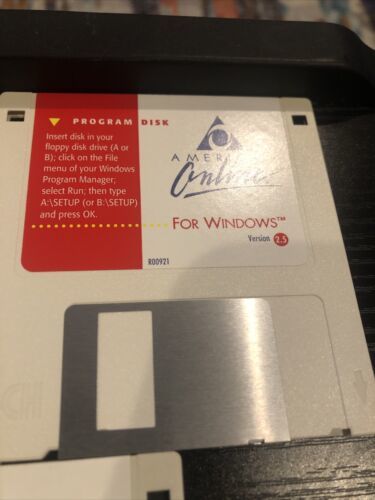 ▼ PROGRAM DISK
Insert disk in your
floppy disk drive (A or
B); click on the File
menu of your Windows
Program Manager;
select Run; then type
A:\SETUP (or B:\SETUP)
and press OK.
AMERICA
Online
FOR WINDOWS™
Version 2.5
R00921